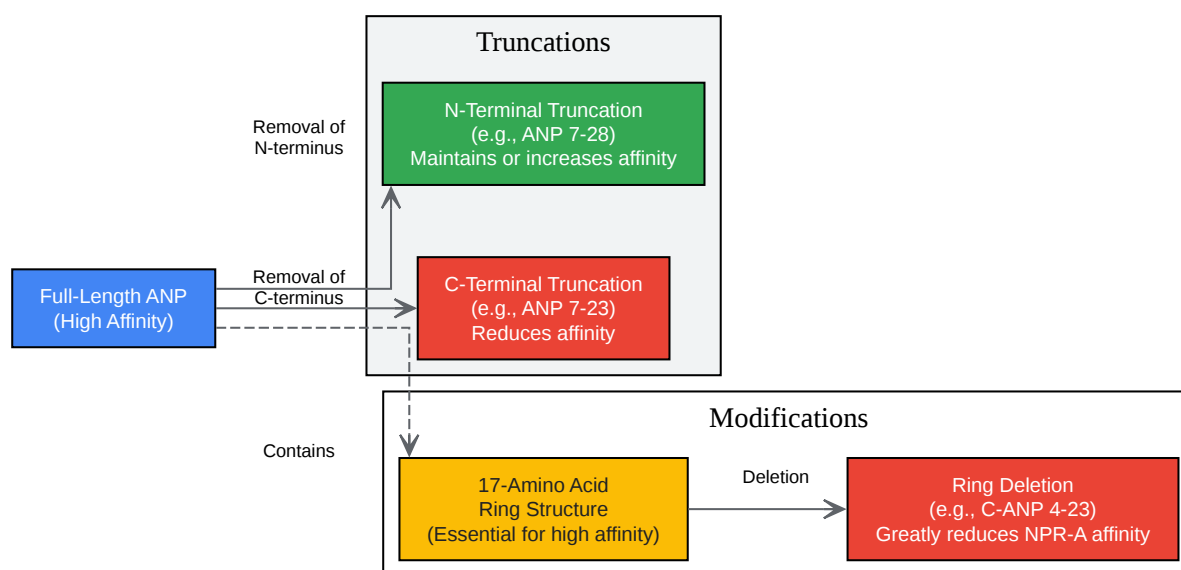 Truncations
N-Terminal Truncation
(e.g., ANP 7-28)
Maintains or increases affinity
Removal of
N-terminus
Full-Length ANP
(High Affinity)
Removal of
C-terminus
C-Terminal Truncation
(e.g., ANP 7-23)
Reduces affinity
Modifications
Contains
17-Amino Acid
Ring Structure
(Essential for high affinity)
Deletion
Ring Deletion
(e.g., C-ANP 4-23)
Greatly reduces NPR-A affinity